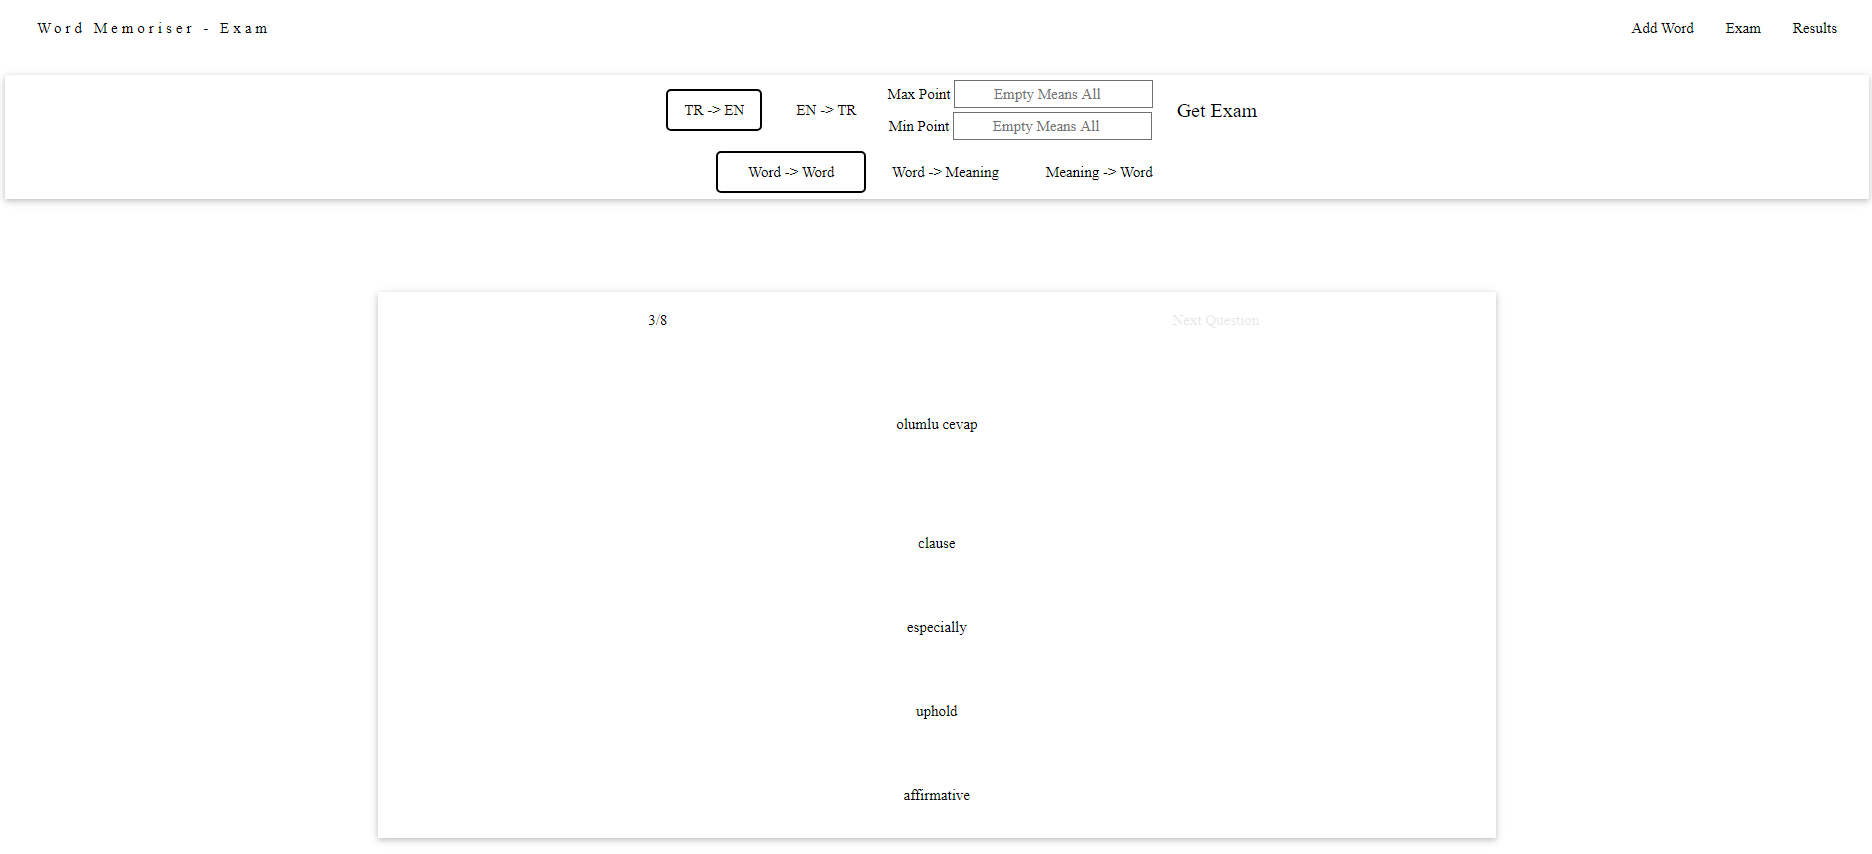 Word Memoriser - Exam
Add Word Exam Results
TR -> EN
EN -> TR
Max Point Empty Means All
Min Point Empty Means All
Get Exam
Word -> Word
Word -> Meaning
Meaning -> Word
3/8
Next Question
olumlu cevap
clause
especially
uphold
affirmative